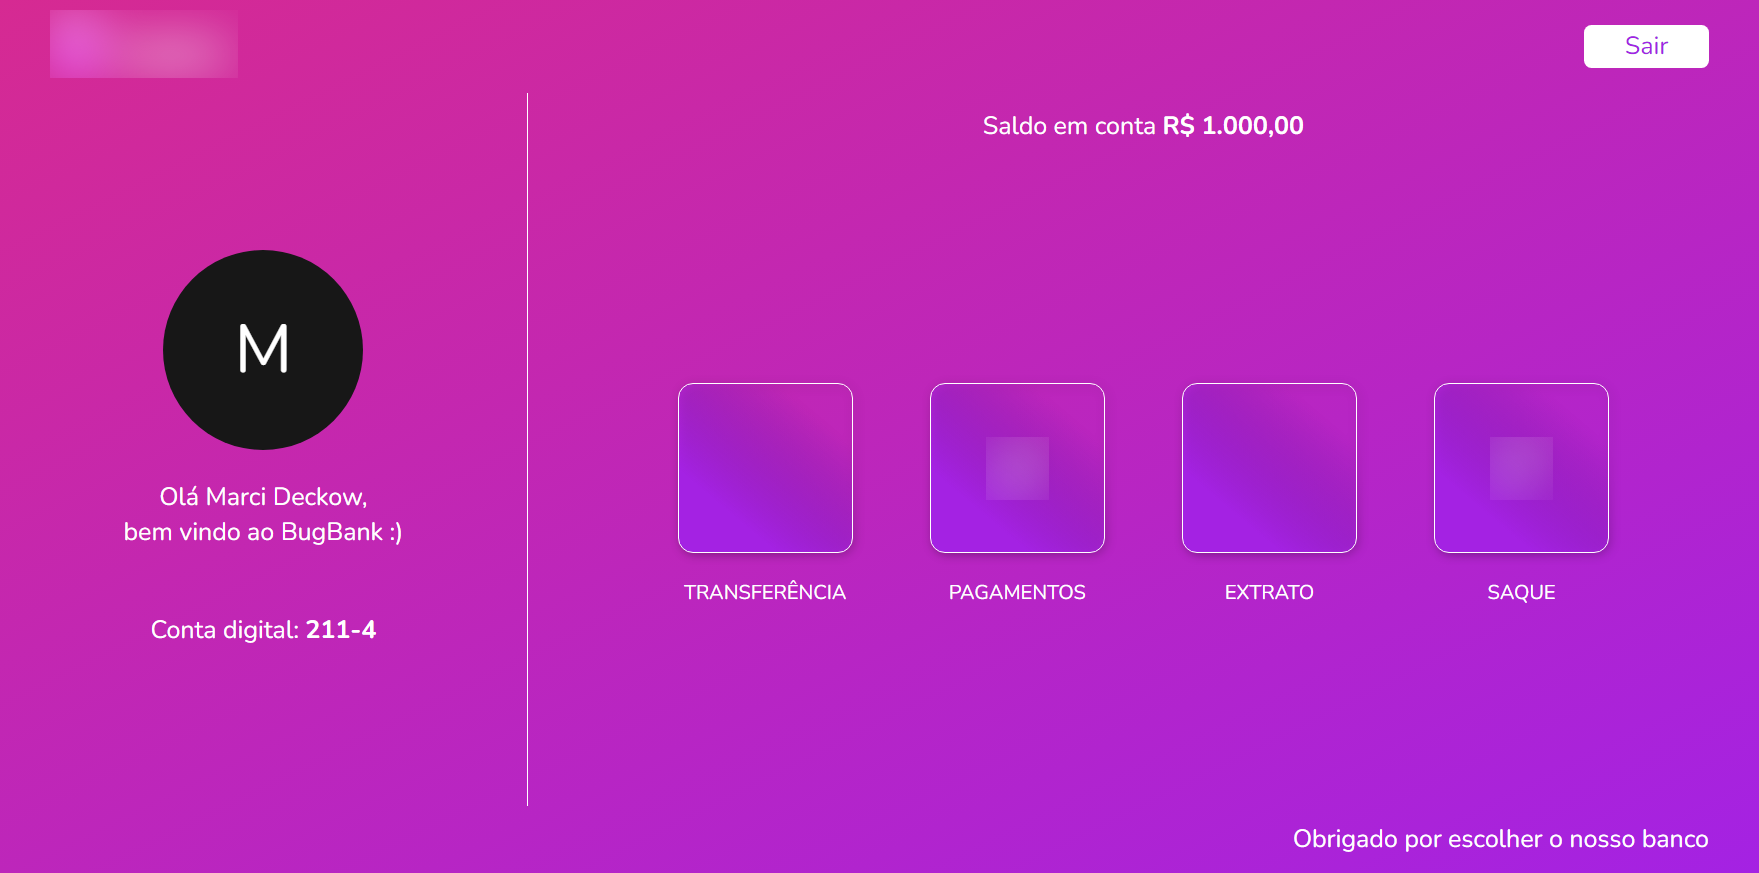 Sair
Saldo em conta R$ 1.000,00
M
Olá Marci Deckow,
bem vindo ao BugBank :)
Conta digital: 211-4
TRANSFERÊNCIA
PAGAMENTOS
EXTRATO
SAQUE
Obrigado por escolher o nosso banco